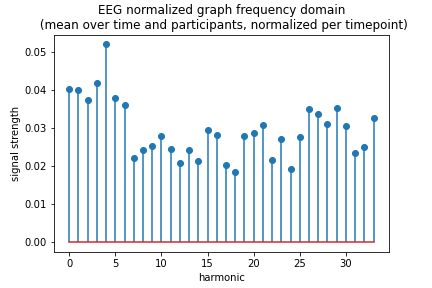 EEG normalized graph frequency domain
(mean over time and participants, normalized per timepoint)
0.05
0.04
0.03
0.02
0.01
0.00
signal strength
0 5 10 15 20 25 30
harmonic